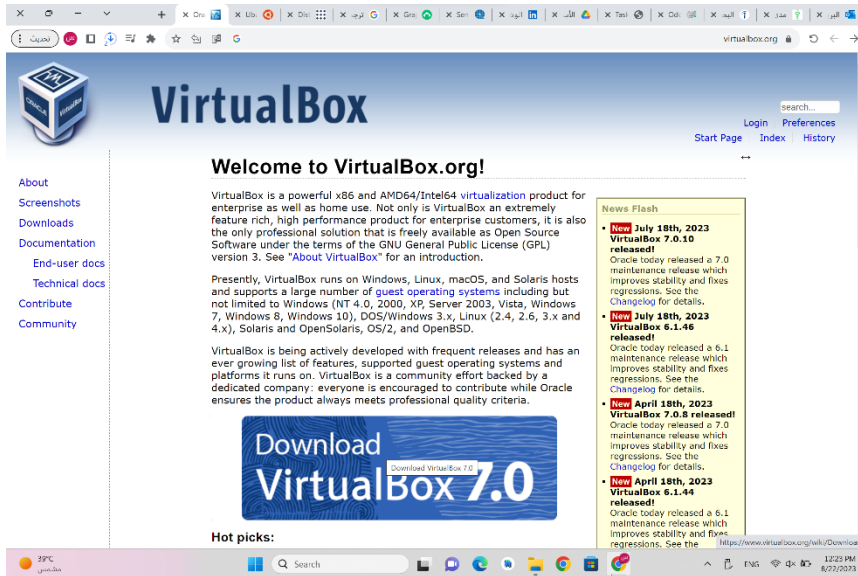 virtualbox.org
تحديث
VirtualBox
search...
Login Preferences
Start Page Index History
About
Screenshots
Downloads
Documentation
End-user docs
Technical docs
Contribute
Community
Welcome to VirtualBox.org!
VirtualBox is a powerful x86 and AMD64/Intel64 virtualization product for
enterprise as well as home use. Not only is VirtualBox an extremely
feature rich, high performance product for enterprise customers, it is also
the only professional solution that is freely available as Open Source
Software under the terms of the GNU General Public License (GPL)
version 3. See "About VirtualBox" for an introduction.
Presently, VirtualBox runs on Windows, Linux, macOS, and Solaris hosts
and supports a large number of guest operating systems including but
not limited to Windows (NT 4.0, 2000, XP, Server 2003, Vista, Windows
7, Windows 8, Windows 10), DOS/Windows 3.x, Linux (2.4, 2.6, 3.x and
4.x), Solaris and OpenSolaris, OS/2, and OpenBSD.
VirtualBox is being actively developed with frequent releases and has an
ever growing list of features, supported guest operating systems and
platforms it runs on. VirtualBox is a community effort backed by a
dedicated company: everyone is encouraged to contribute while Oracle
ensures the product always meets professional quality criteria.
Download
VirtualBox 7.0
Download VirtualBox 7.0
Hot picks:
News Flash
New July 18th, 2023
VirtualBox 7.0.10
released!
Oracle today released a 7.0
maintenance release which
improves stability and fixes
regressions. See the
Changelog for details.
New July 18th, 2023
VirtualBox 6.1.46
released!
Oracle today released a 6.1
maintenance release which
improves stability and fixes
regressions. See the
Changelog for details.
New April 18th, 2023
VirtualBox 7.0.8 released!
Oracle today released a 7.0
maintenance release which
improves stability and fixes
regressions. See the
Changelog for details.
New April 18th, 2023
VirtualBox 6.1.44
released!
Oracle today released a 6.1
maintenance release which
improves stability and fixes
regressions. See the
https://www.virtualbox.org/wiki/Downloa
39°C
مشمس
Search
ENG
12:23 PM
8/22/2023